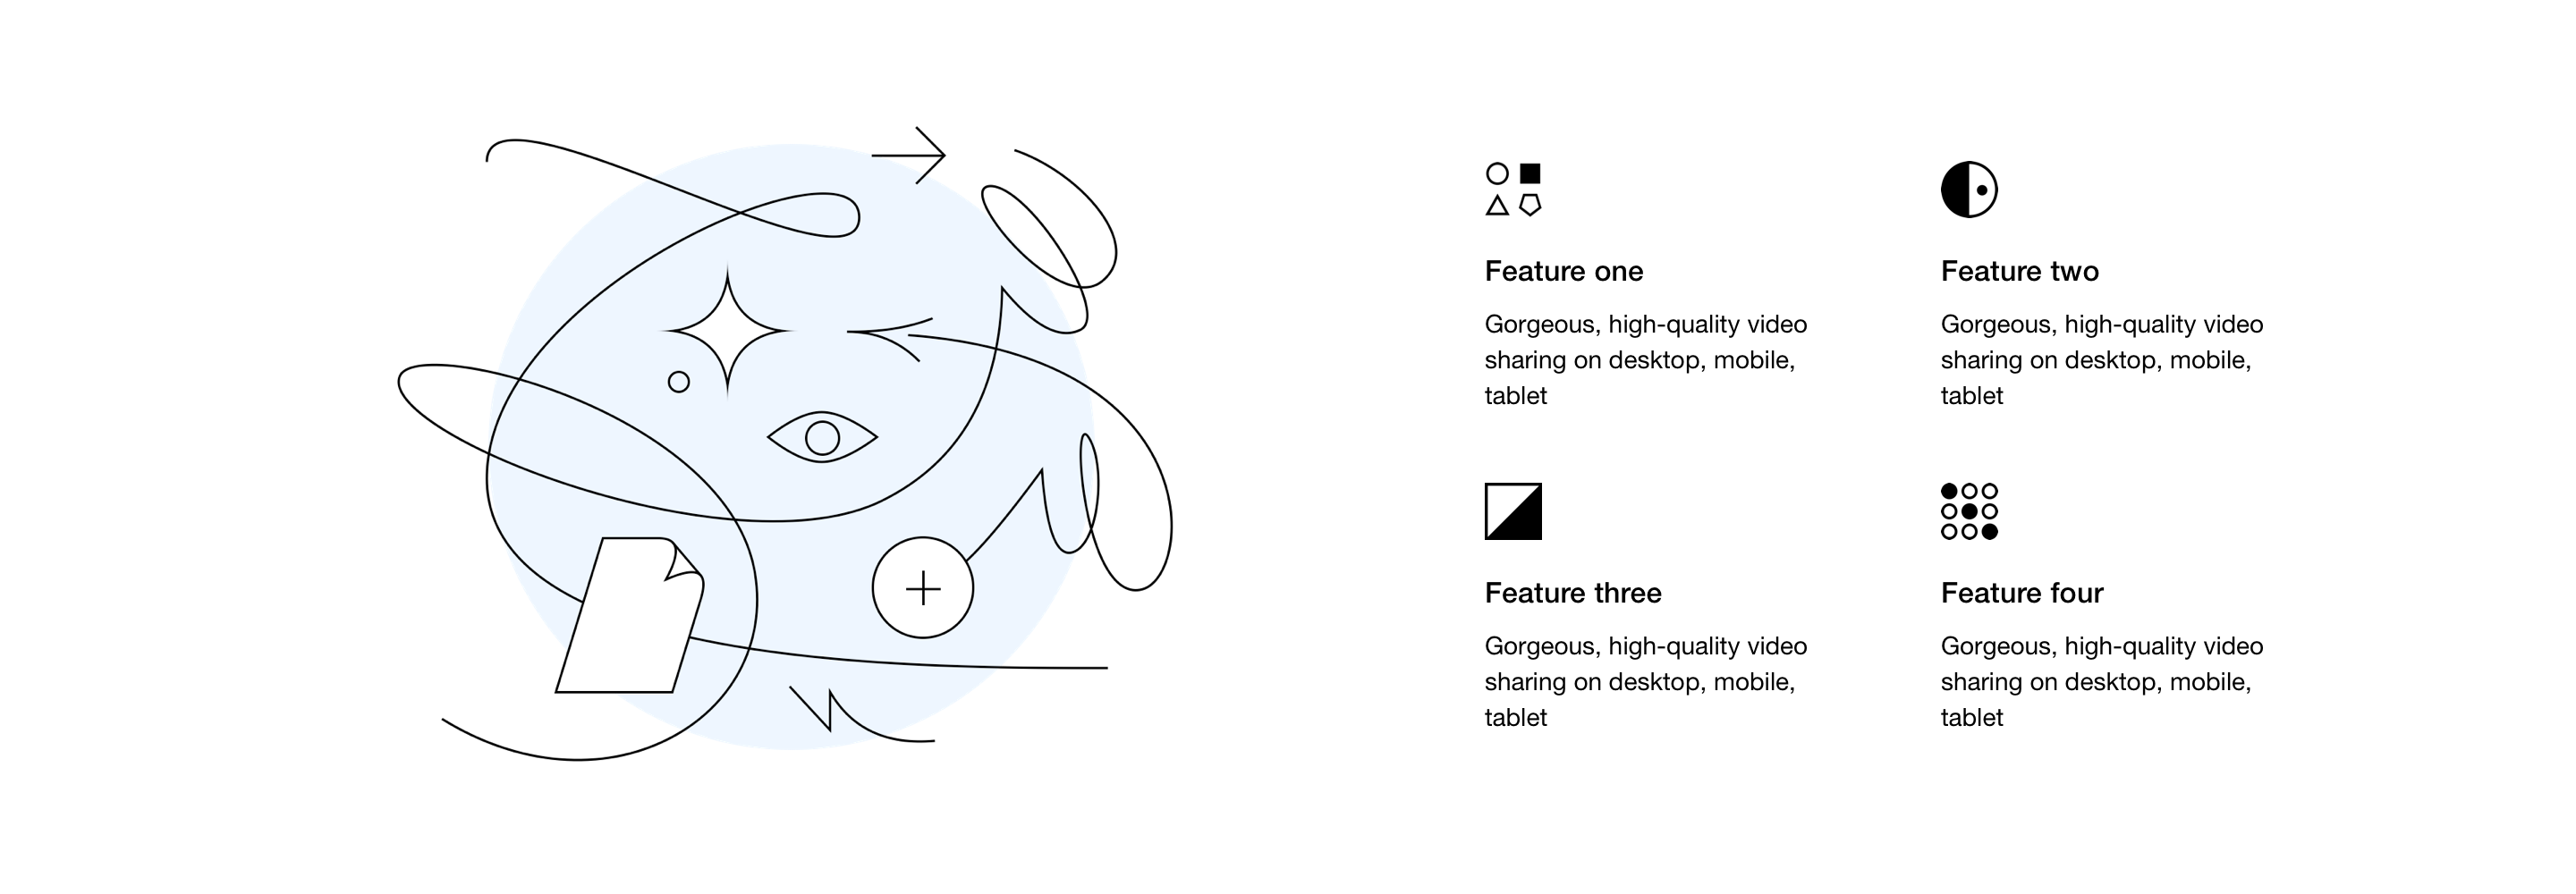 Feature one
Gorgeous, high-quality video
sharing on desktop, mobile,
tablet
Feature two
Gorgeous, high-quality video
sharing on desktop, mobile,
tablet
Feature three
Gorgeous, high-quality video
sharing on desktop, mobile,
tablet
Feature four
Gorgeous, high-quality video
sharing on desktop, mobile,
tablet